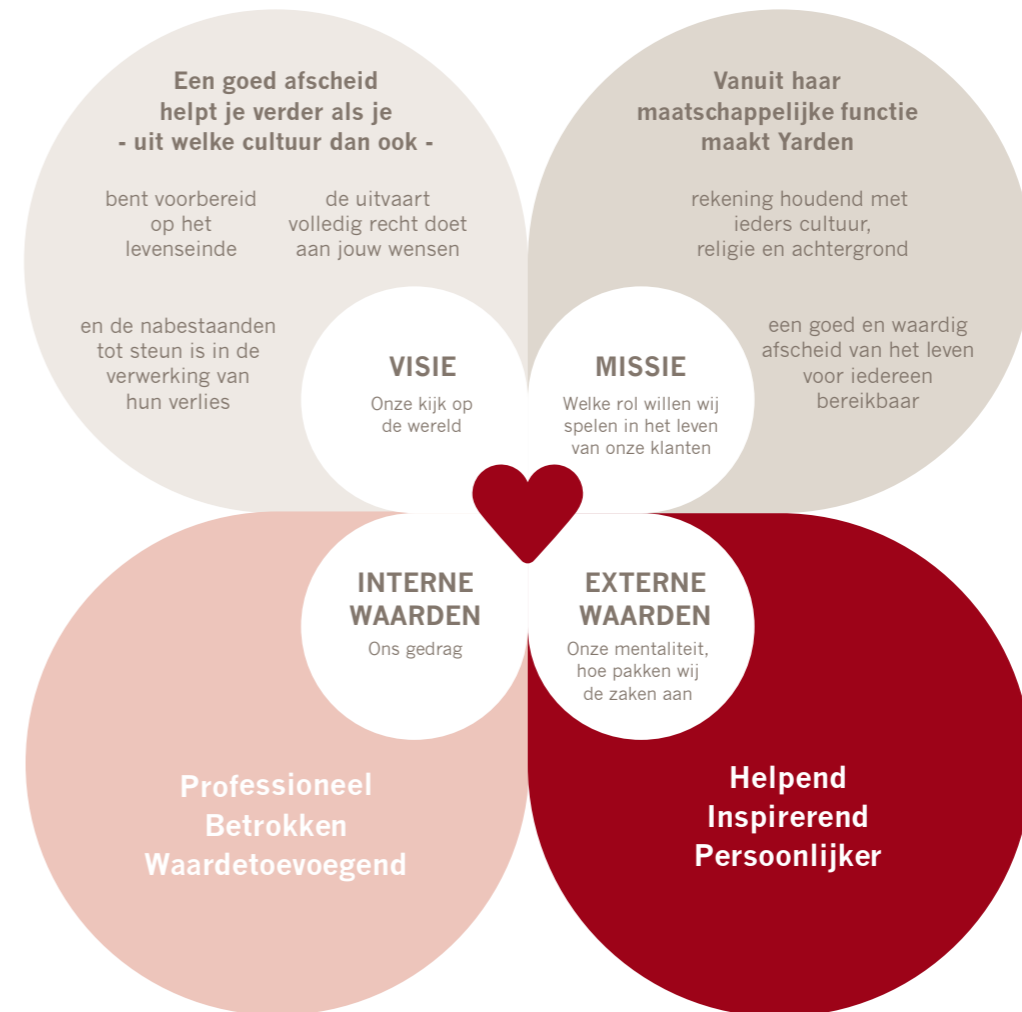 Een goed afscheid
helpt je verder als je
- uit welke cultuur dan ook -
bent voorbereid
op het
levenseinde
de uitvaart
volledig recht doet
aan jouw wensen
en de nabestaanden
tot steun is in de
verwerking van
hun verlies
VISIE
Onze kijk op
de wereld
Vanuit haar
maatschappelijke functie
maakt Yarden
rekening houdend met
ieders cultuur,
religie en achtergrond
een goed en waardig
afscheid van het leven
voor iedereen
bereikbaar
MISSIE
Welke rol willen wij
spelen in het leven
van onze klanten
INTERNE
WAARDEN
Ons gedrag
Professioneel
Betrokken
Waardetoevoegend
EXTERNE
WAARDEN
Onze mentaliteit,
hoe pakken wij
de zaken aan
Helpend
Inspirerend
Persoonlijker